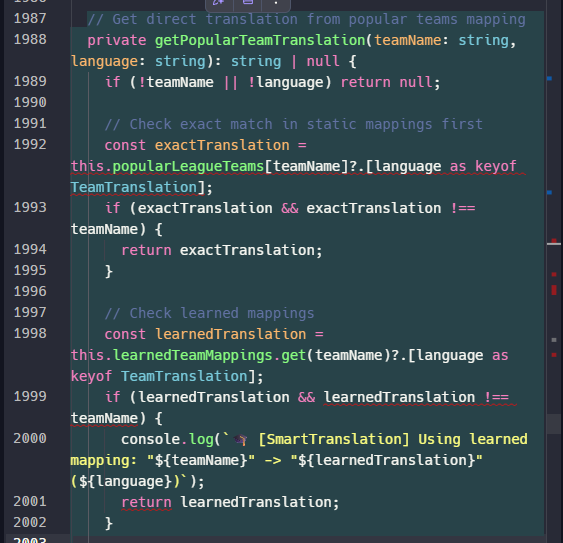 1987 // Get direct translation from popular teams mapping
1988 private getPopularTeamTranslation(teamName: string,
language: string): string | null {
1989 if (!teamName || !language) return null;
1990
1991 // Check exact match in static mappings first
1992 const exactTranslation =
this.popularLeagueTeams[teamName]?.[language as keyof
TeamTranslation];
1993 if (exactTranslation && exactTranslation !==
teamName) {
1994 return exactTranslation;
1995 }
1996
1997 // Check learned mappings
1998 const learnedTranslation =
this.learnedTeamMappings.get(teamName)?.[language as
keyof TeamTranslation];
1999 if (learnedTranslation && learnedTranslation !==
teamName) {
2000 console.log(`🎓 [SmartTranslation] Using learned
mapping: "${teamName}" -> "${learnedTranslation}"
(${language})`);
2001 return learnedTranslation;
2002 }
2003